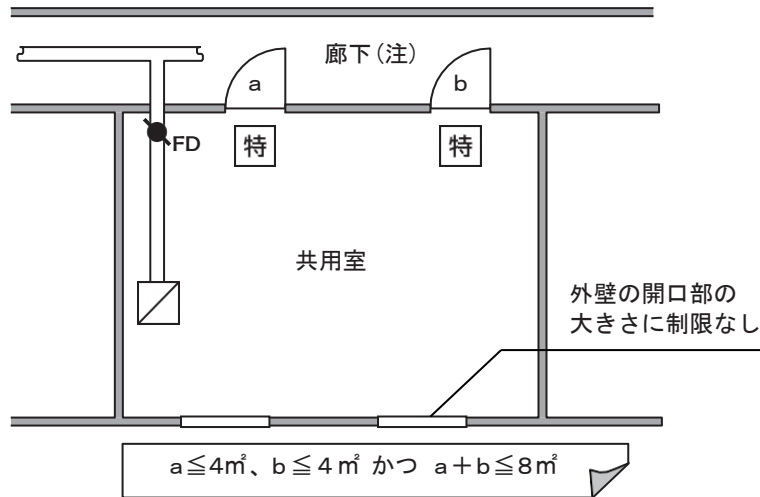 廊下(注)
a
b
FD
特
特
共用室
外壁の開口部の
大きさに制限なし
a≦4㎡、b≦4㎡ かつ a+b≦8㎡